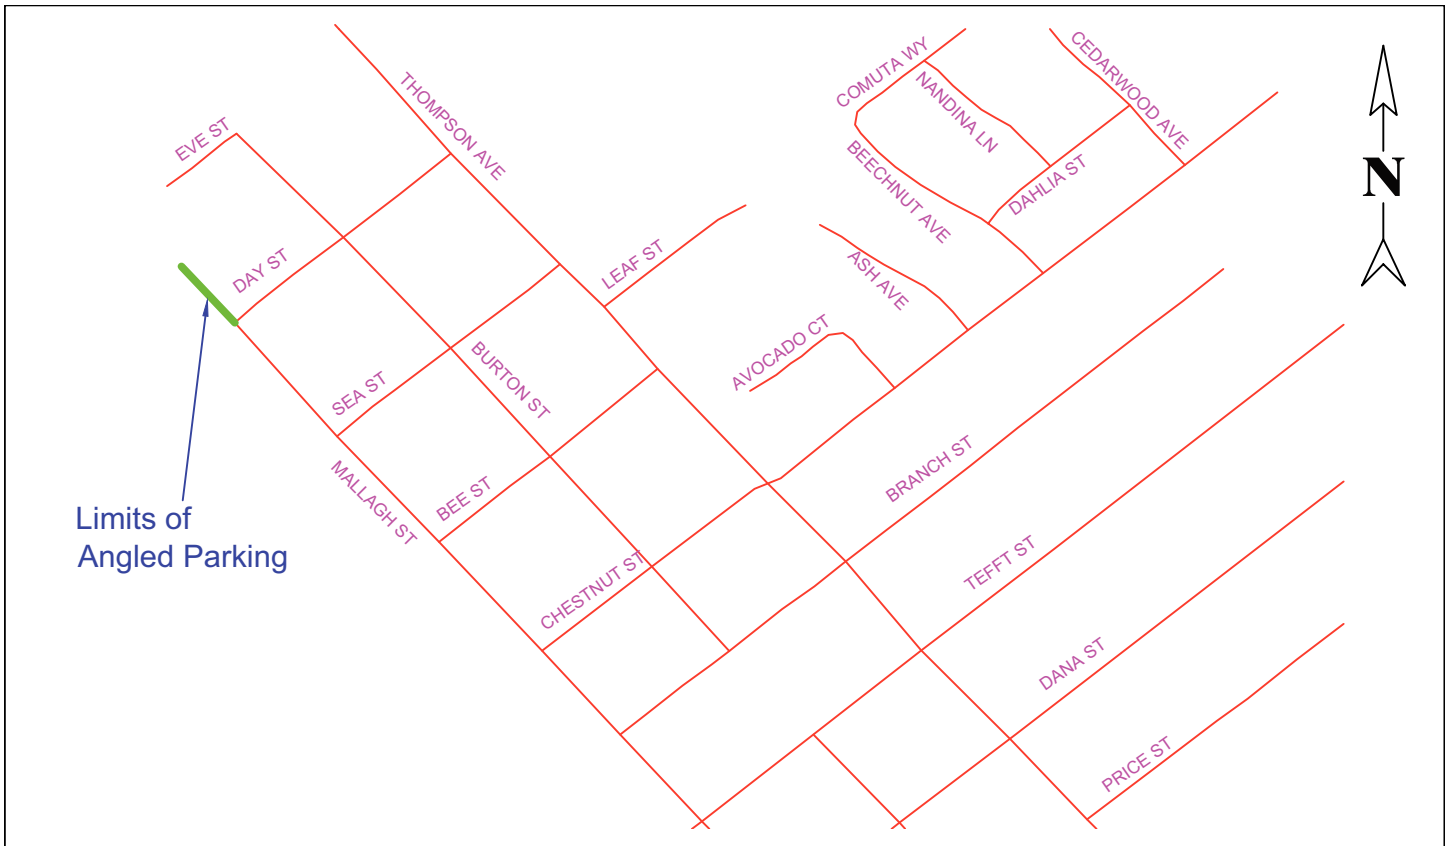 THOMPSON AVE
COMUTA WY
CEDARWOOD AVE
NANDINA LN
EVE ST
BEECHNUT AVE
DAHLIA ST
N
DAY ST
LEAF ST
ASH AVE
AVOCADO CT
SEA ST
BURTON ST
BRANCH ST
MALLAGH ST
BEE ST
Limits of
Angled Parking
CHESTNUT ST
TEFFT ST
DANA ST
PRICE ST